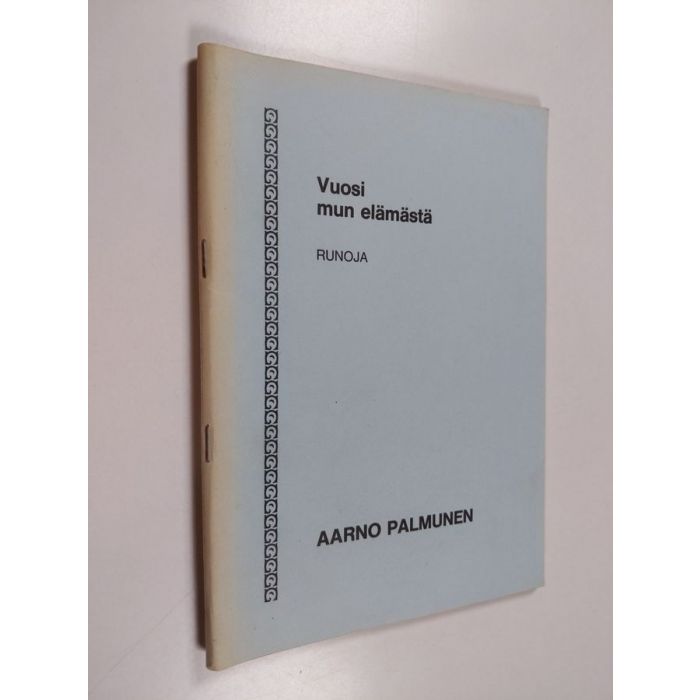 Vuosi
mun elämästä
RUNOJA
AARNO PALMUNEN